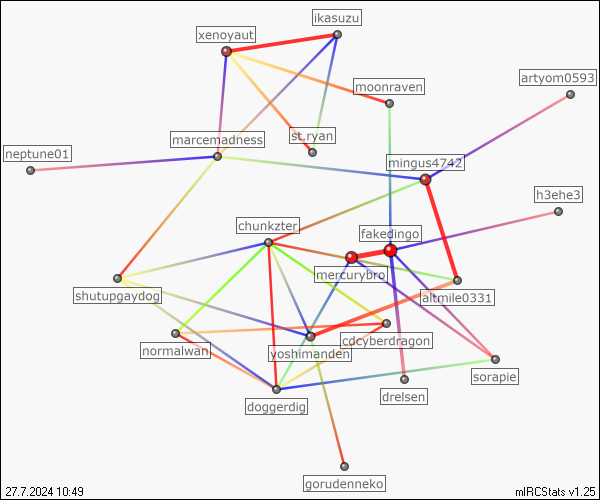 ikasuzu
xenoyaut
moonraven
artyom0593
marcemadness
st,ryan
neptune01
mingus4742
h3ehe3
chunkzter
fakedingo
mercurybro
shutupgaydog
altmile0331
cdcyberdragon
normalwan
yoshimanden
sorapie
doggerdig
drelsen
gorudenneko
27.7.2024 10:49
mIRCStats v1.25